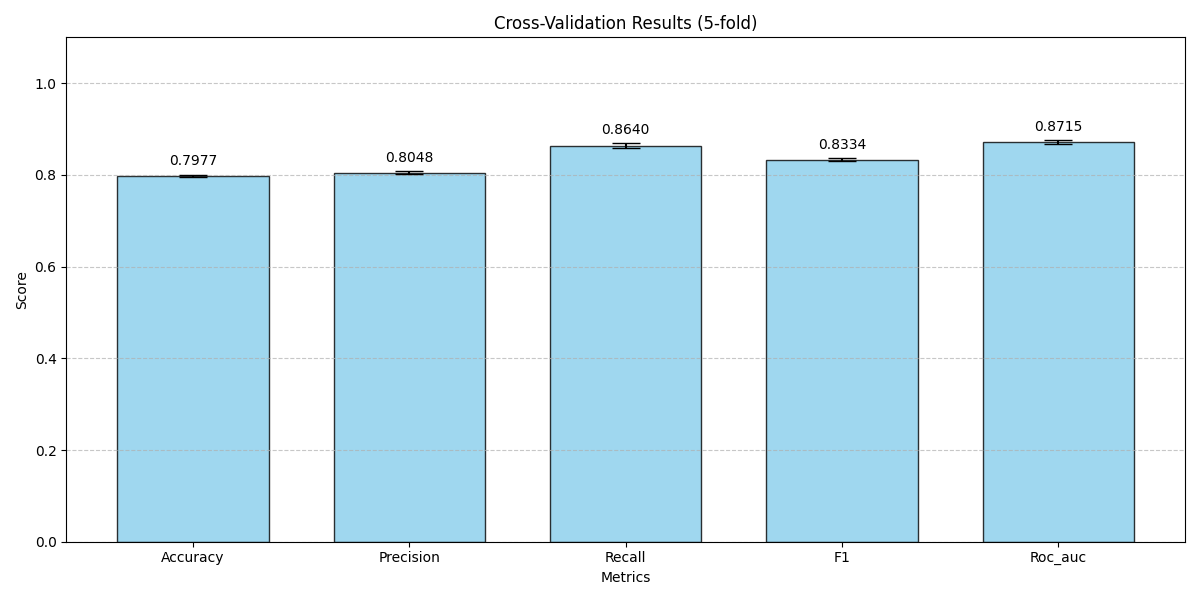 Cross-Validation Results (5-fold)
1.0
0.8
0.6
0.4
0.2
0.0
Score
0.7977
0.8048
0.8640
0.8334
0.8715
Accuracy
Precision
Recall
F1
Roc_auc
Metrics